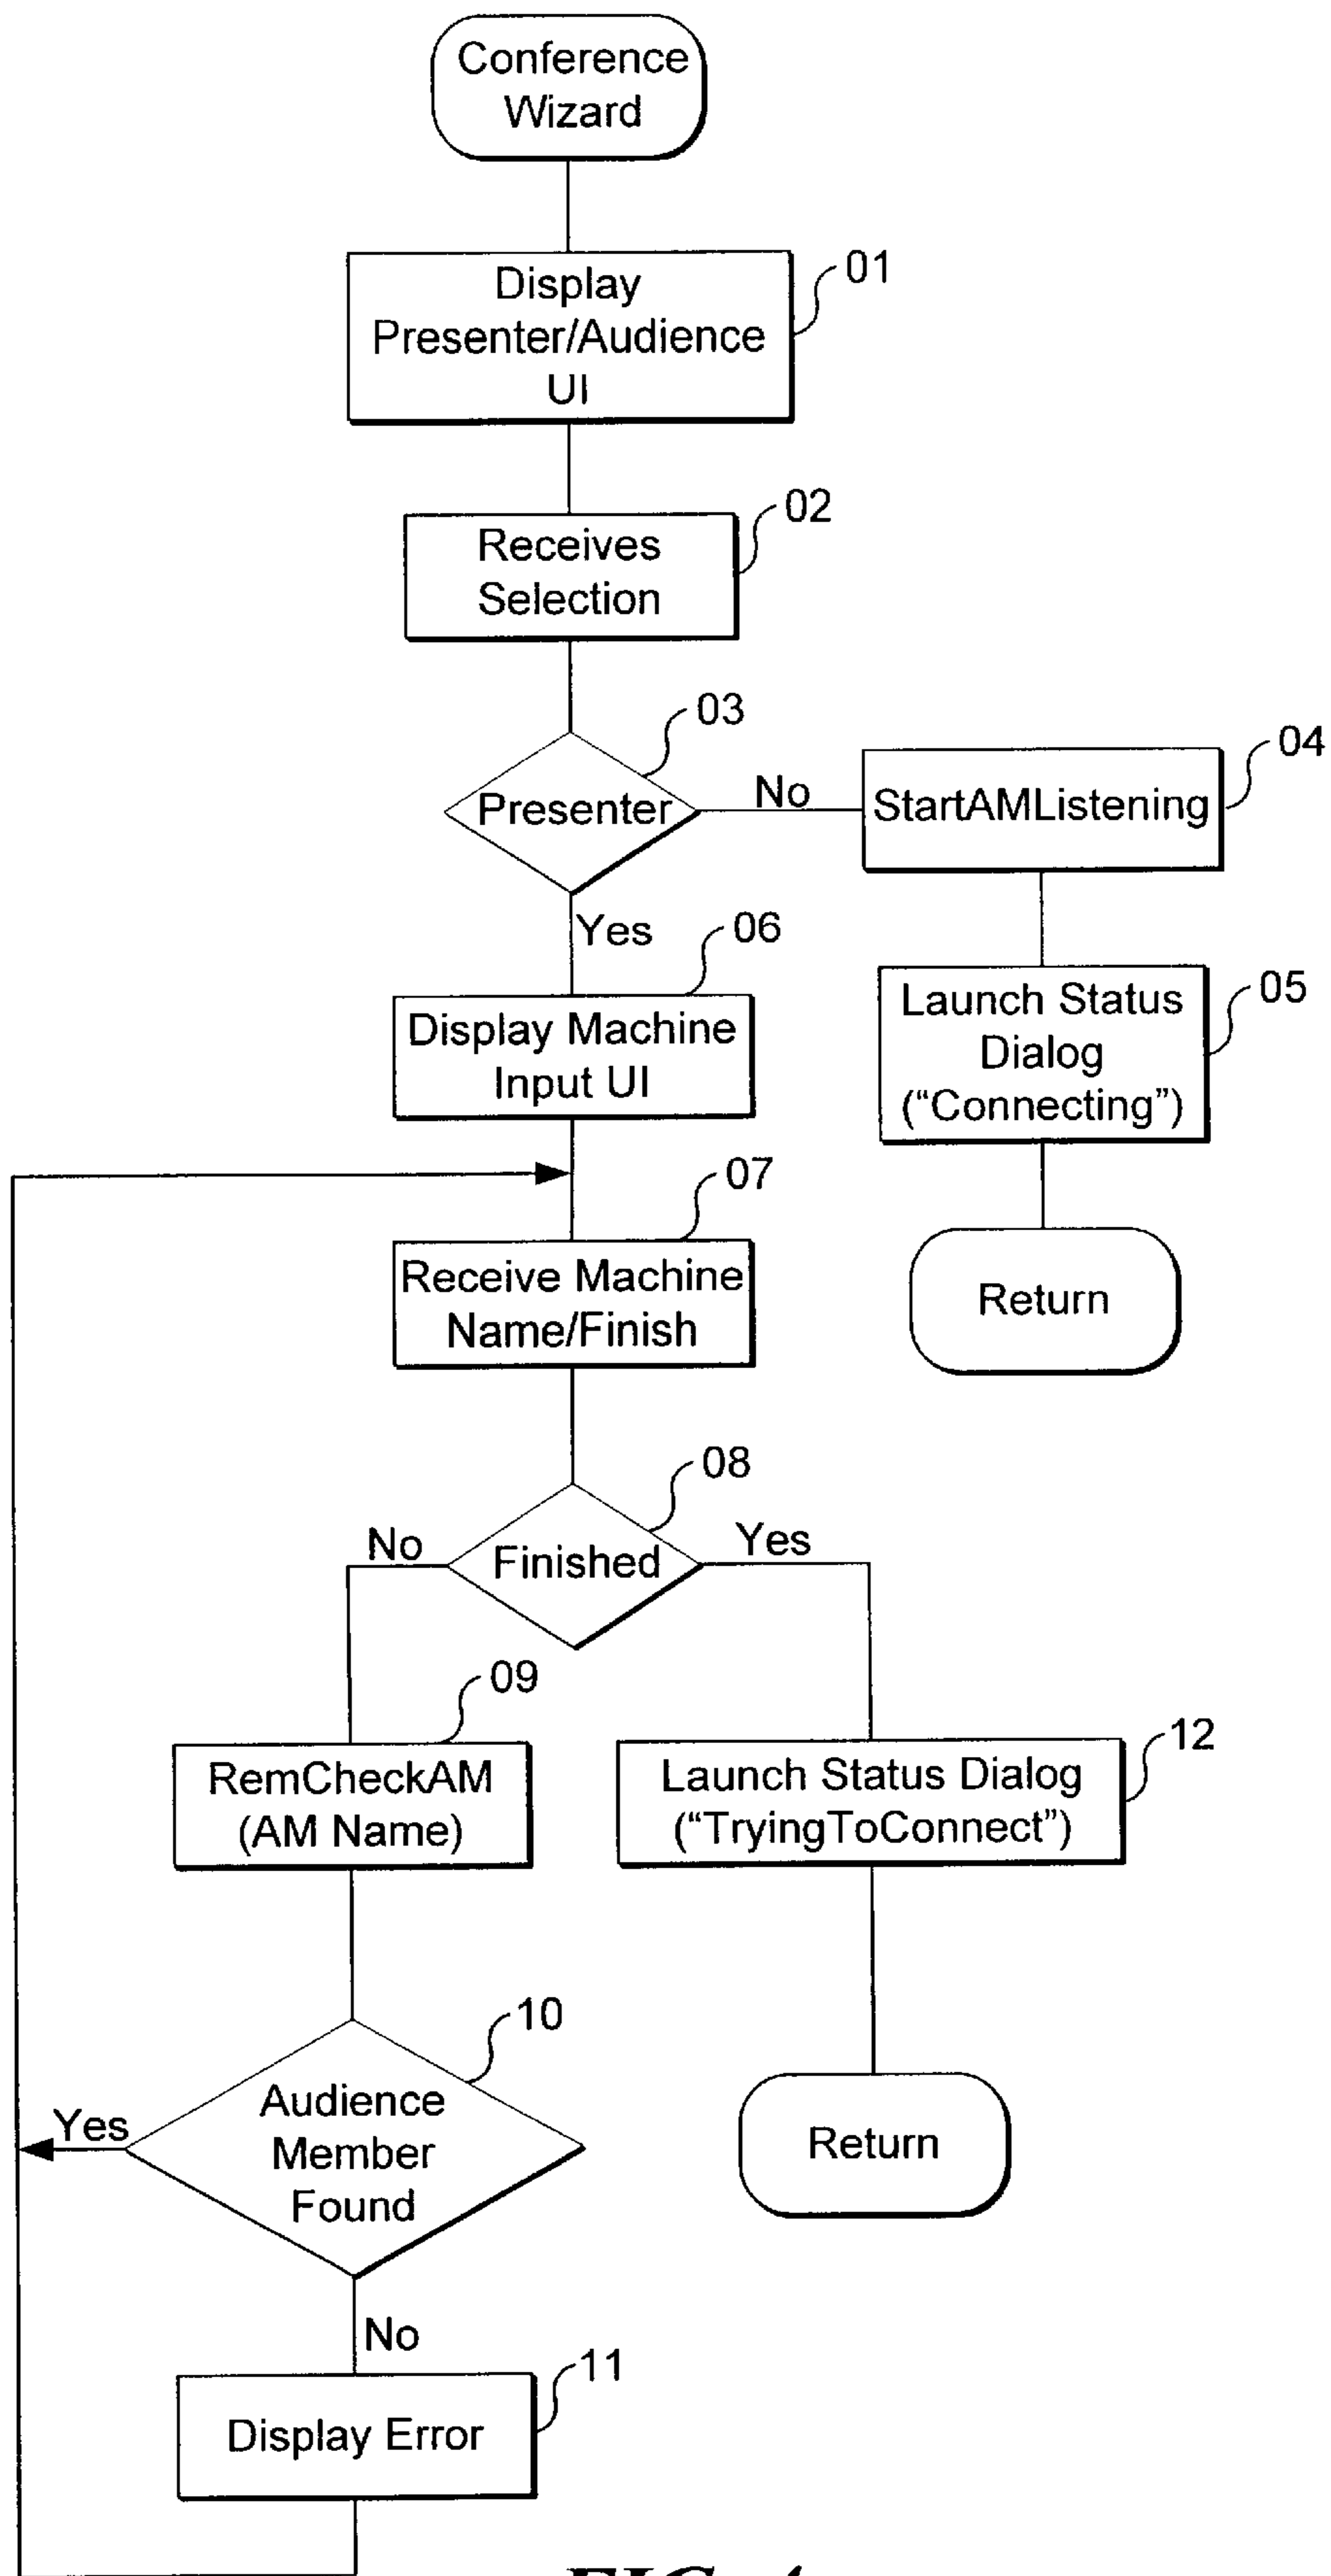 Conference
Wizard
Display
Presenter/Audience
UI
01
Receives
Selection
02
03
Presenter
No
StartAMListening
04
Yes
Launch Status
Dialog
("Connecting")
05
Return
Display Machine
Input UI
06
Receive Machine
Name/Finish
07
08
Finished
No
Yes
RemCheckAM
(AM Name)
09
Launch Status Dialog
("TryingToConnect")
12
Return
10
Audience
Member
Found
Yes
No
Display Error
11